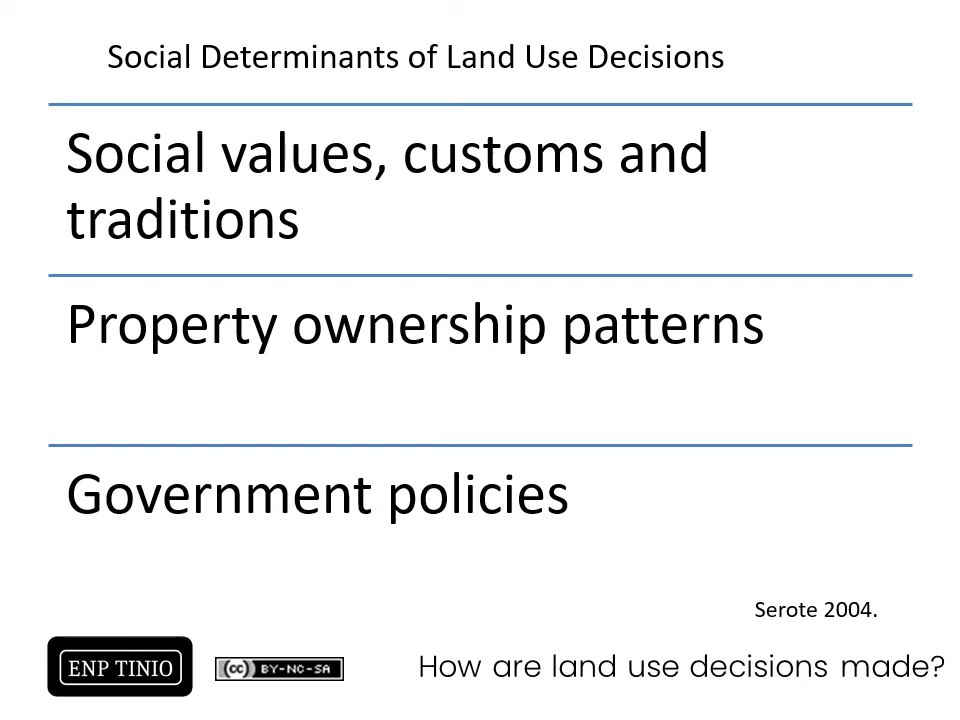 Social Determinants of Land Use Decisions
Social values, customs and
traditions
Property ownership patterns
Government policies
Serote 2004.
ENP TINIO
(cc) BY-NC-SA
How are land use decisions made?